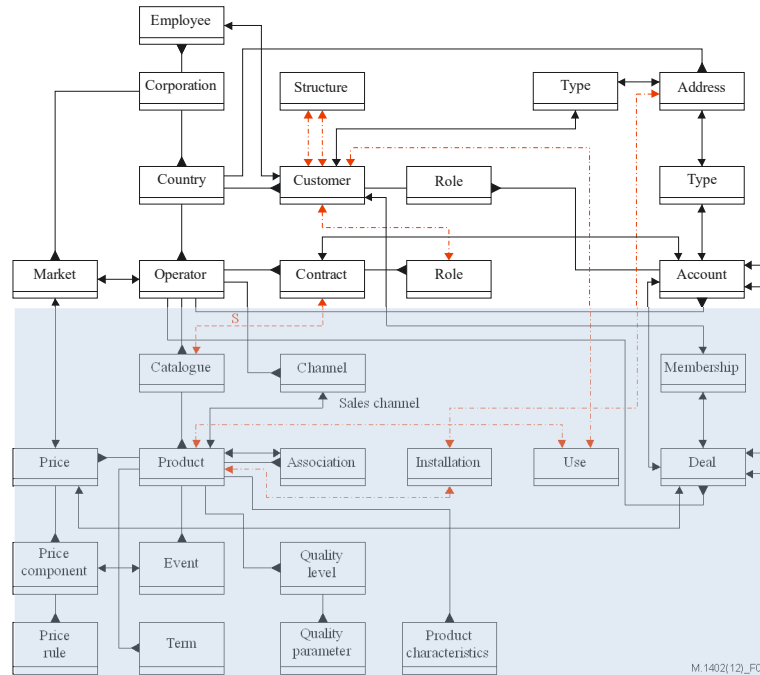 Employee
Corporation
Structure
Type
Address
Country
Customer
Role
Type
Market
Operator
Contract
Role
Account
S
Catalogue
Channel
Membership
Sales channel
Price
Product
Association
Installation
Use
Deal
Price
component
Event
Quality
level
Price
rule
Term
Quality
parameter
Product
characteristics
M.1402(12)_F0